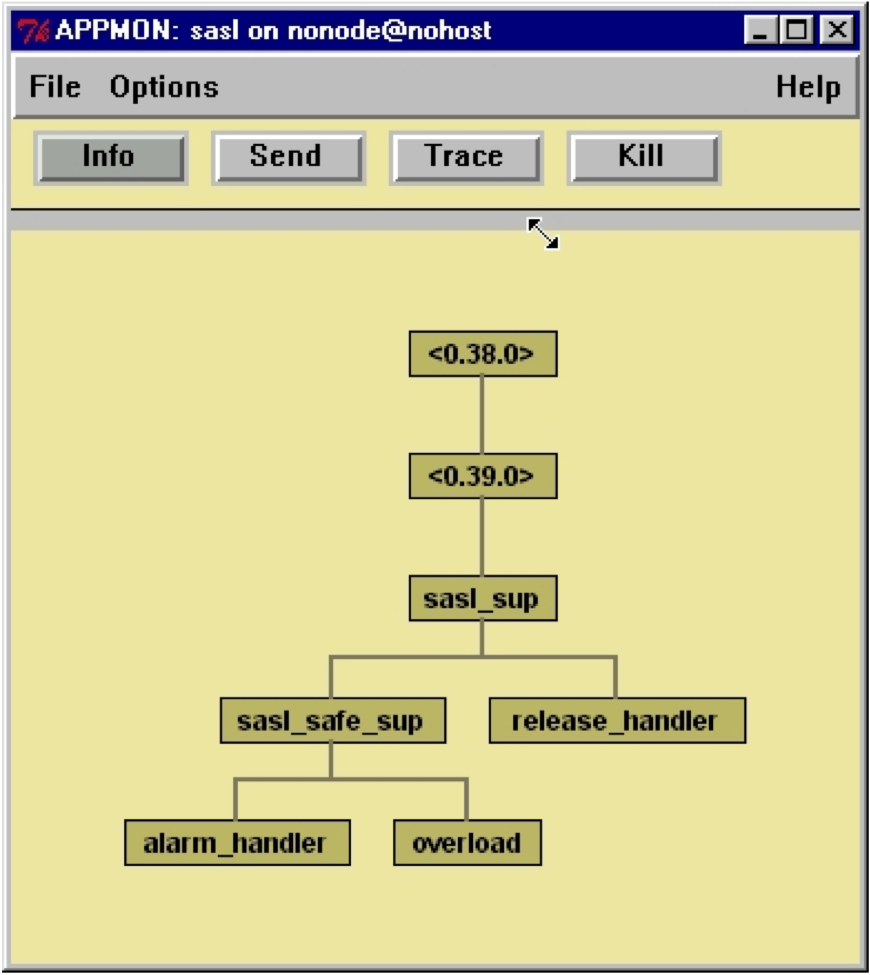 APPMON: sasl on nonode@nohost
File Options Help
Info Send Trace Kill
<0.38.0>
<0.39.0>
sasl_sup
sasl_safe_sup release_handler
alarm_handler overload